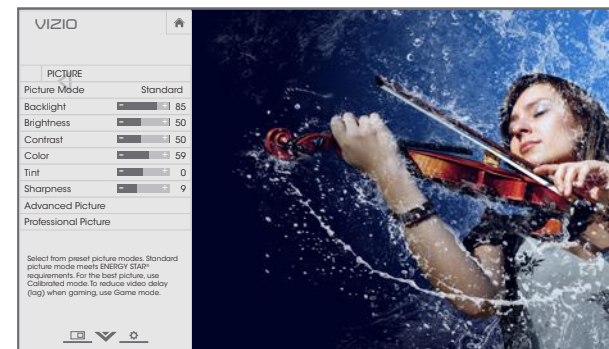 VIZIO
PICTURE
Picture Mode Standard
Backlight 85
Brightness 50
Contrast 50
Color 59
Tint 0
Sharpness 9
Advanced Picture
Professional Picture
Select from preset picture modes. Standard
picture mode meets ENERGY STAR®
requirements. For the best picture, use
Calibrated mode. To reduce video delay
(lag) when gaming, use Game mode.